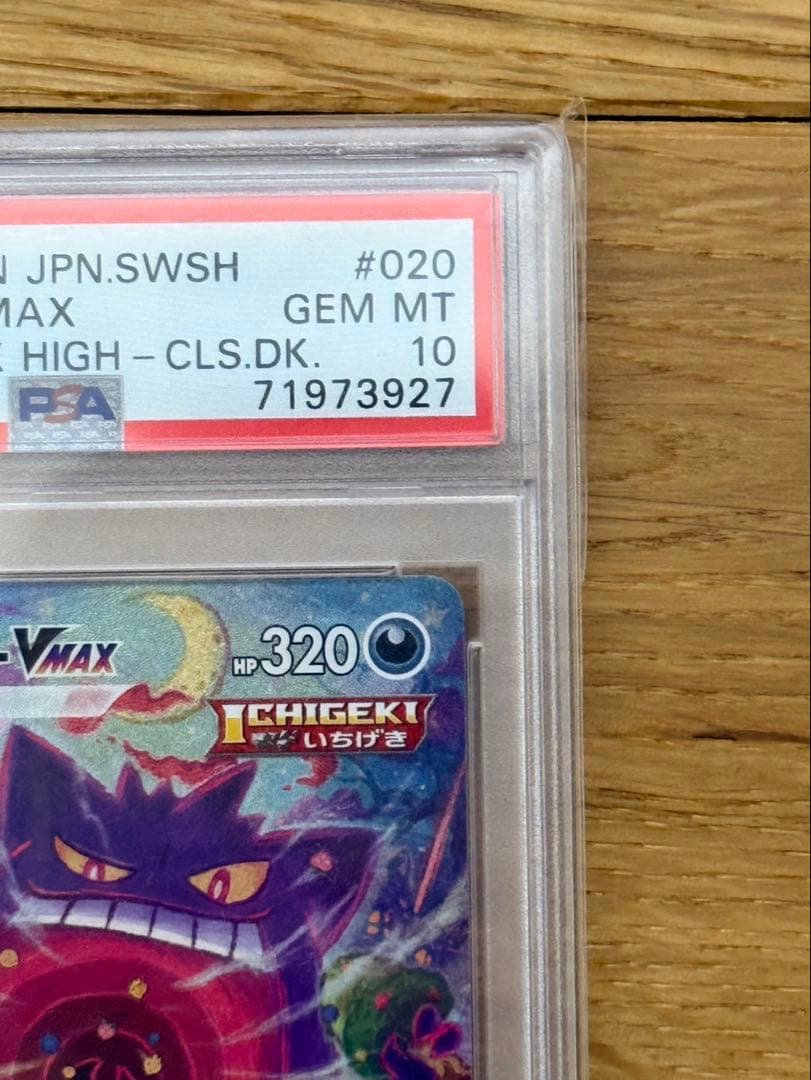 N JPN.SWSH #020
MAX GEM MT
X HIGH-CLS.DK. 10
PSA 71973927
VMAX HP320
ICHIGEKI
いちげき